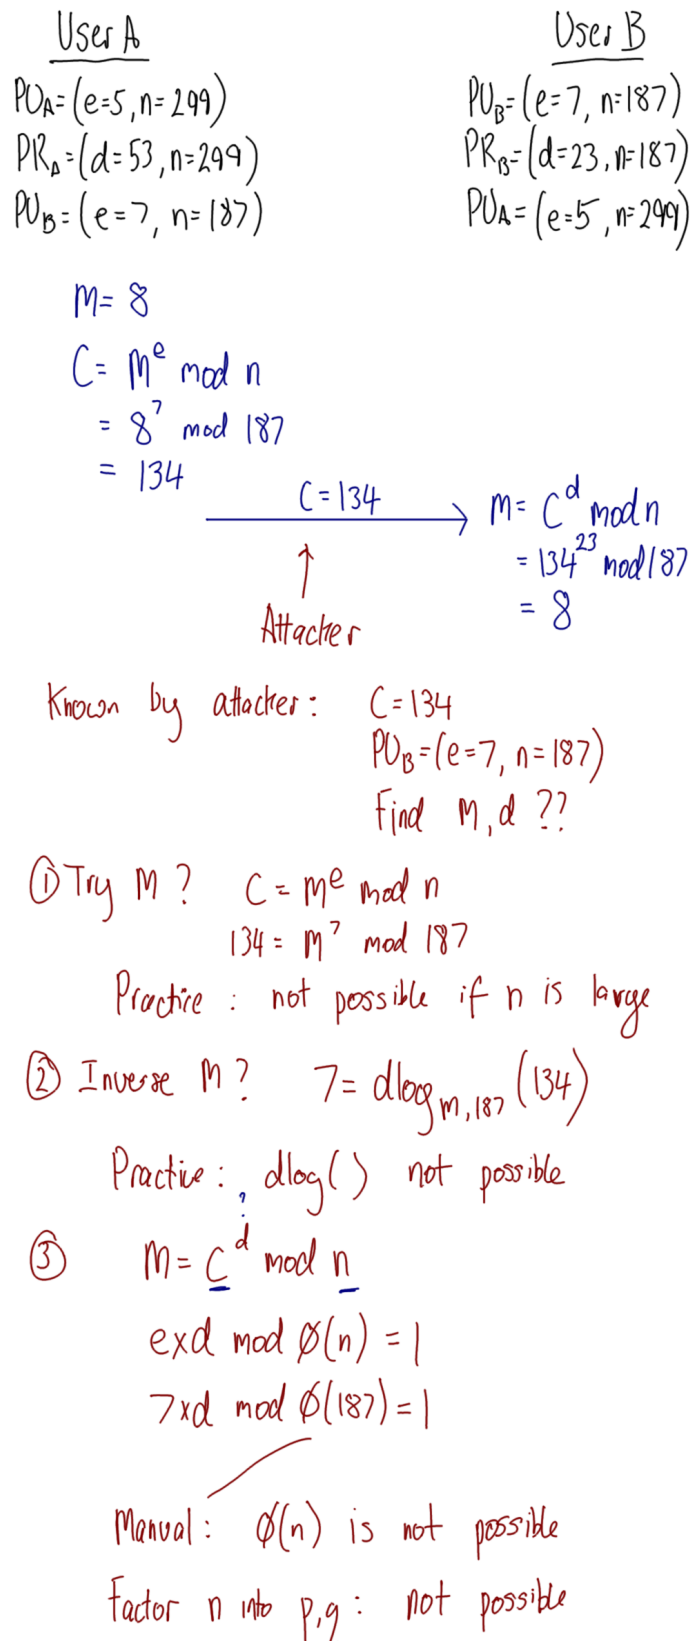 User A
User B
PUA=(e=5, n=299)
PUB=(e=7, n=187)
PRA=(d=53, n=299)
PRB=(d=23, n=187)
PUB=(e=7, n=187)
PUA=(e=5, n=299)
M= 8
C= M^e mod n
= 8^7 mod 187
= 134
C=134
M= C^d mod n
= 134^23 mod 187
= 8
Attacker
Known by attacker: C=134
PUB=(e=7, n=187)
Find M, d ??
① Try M? C = M^e mod n
134 = M^7 mod 187
Practice: not possible if n is large
② Inverse M? 7= dlog_M,187 (134)
Practice: dlog() not possible
?
③ M= C^d mod n
exd mod Ø(n) = 1
7xd mod Ø(187) = 1
Manual: Ø(n) is not possible
Factor n into p,q: not possible